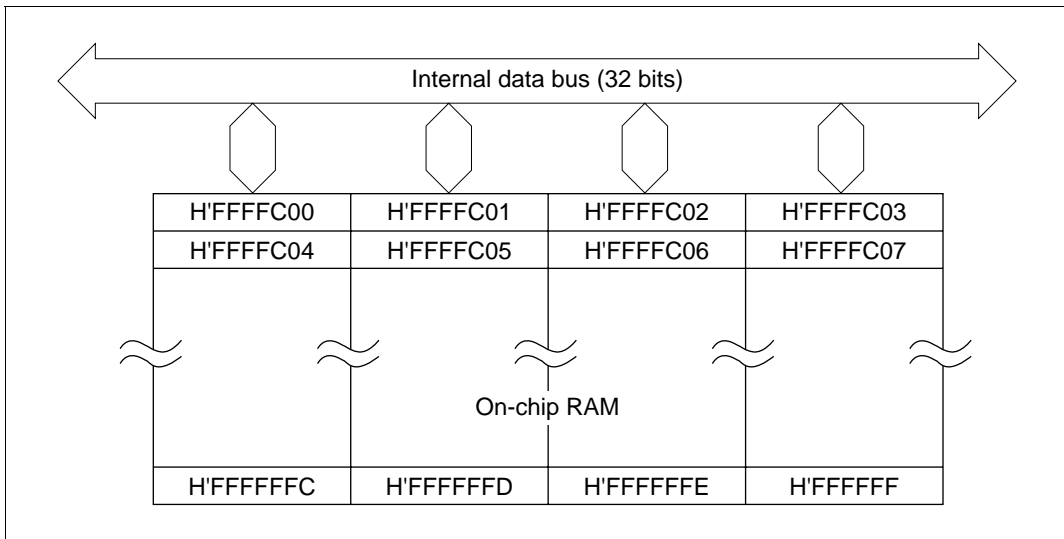 Internal data bus (32 bits)
H'FFFFC00 H'FFFFC01 H'FFFFC02 H'FFFFC03
H'FFFFC04 H'FFFFC05 H'FFFFC06 H'FFFFC07
On-chip RAM
H'FFFFFFC H'FFFFFFD H'FFFFFFE H'FFFFFF